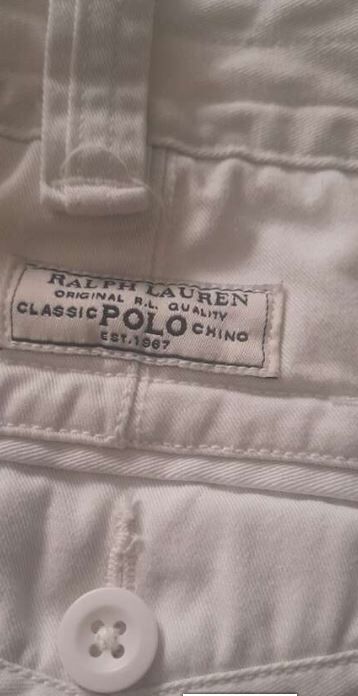 RALPH LAUREN
ORIGINAL R.L. QUALITY
CLASSIC POLO CHINO
EST. 1967